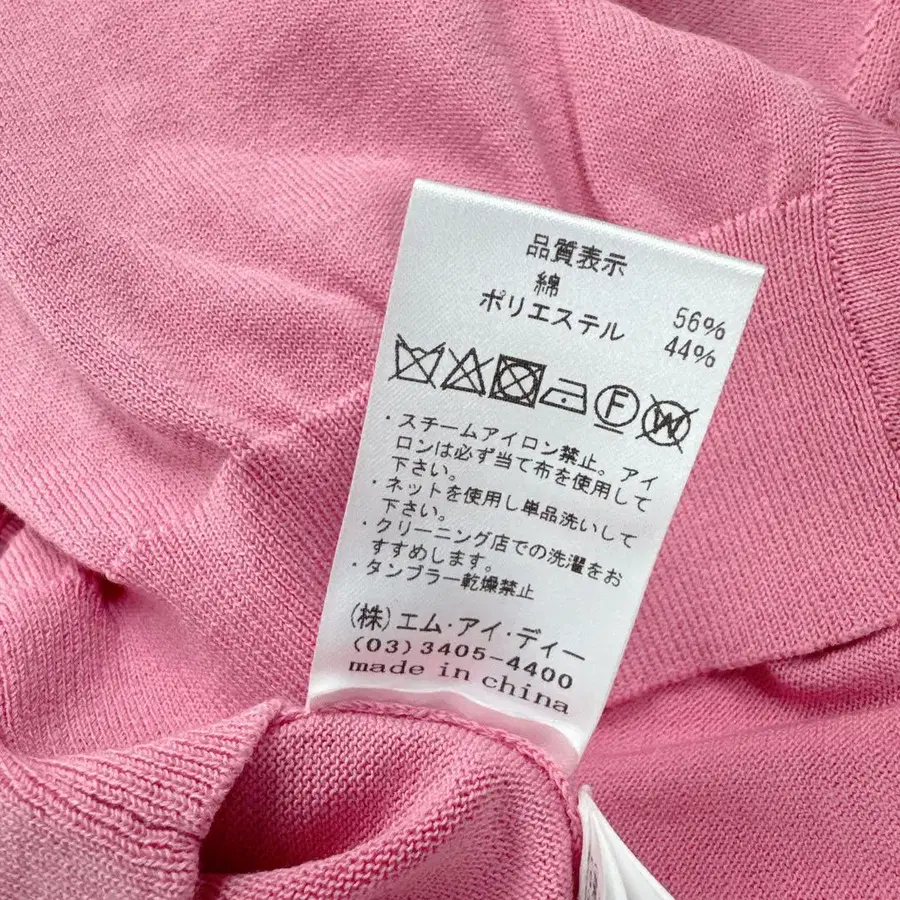 品質表示
綿 56%
ポリエステル 44%
F
W
・スチームアイロン禁止。アイ
ロンは必ず当て布を使用して
下さい。
・ネットを使用し単品洗いして
下さい。
・クリーニング店での洗濯をお
すすめします。
・タンブラー乾燥禁止
(株)エム・アイ・ディー
(03)3405-4400
made in china